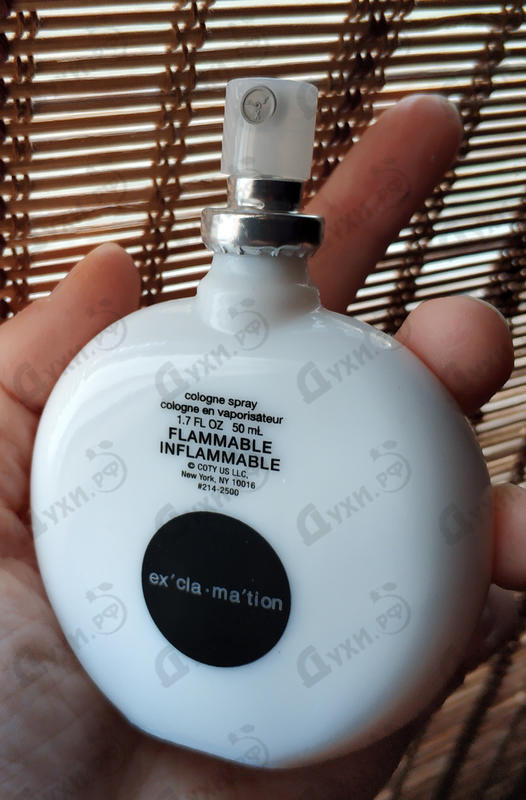 cologne spray
cologne en vaporisateur
1.7 FL OZ 50 mL
FLAMMABLE
INFLAMMABLE
© COTY US LLC,
New York, NY 10016
#214-2500
ex'cla·ma'tion
Духи.рф